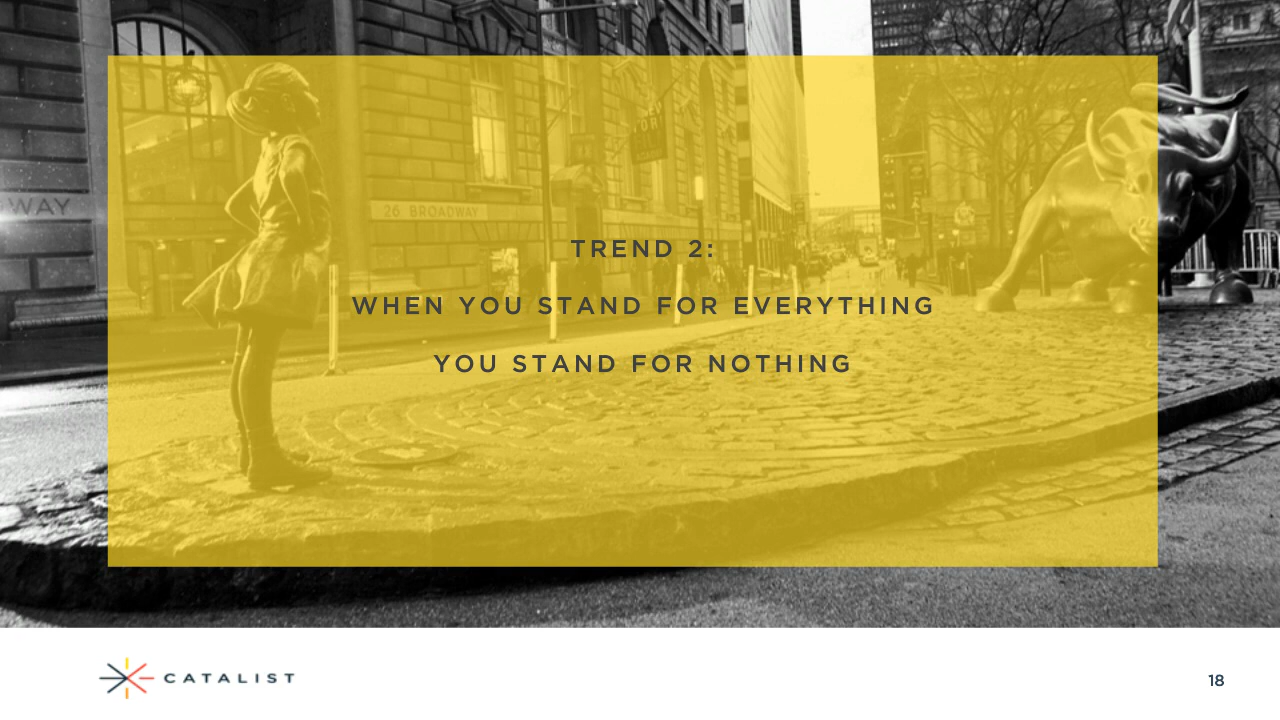 WAY
26 BROADWAY
TREND 2:
WHEN YOU STAND FOR EVERYTHING
YOU STAND FOR NOTHING
CATALIST
18